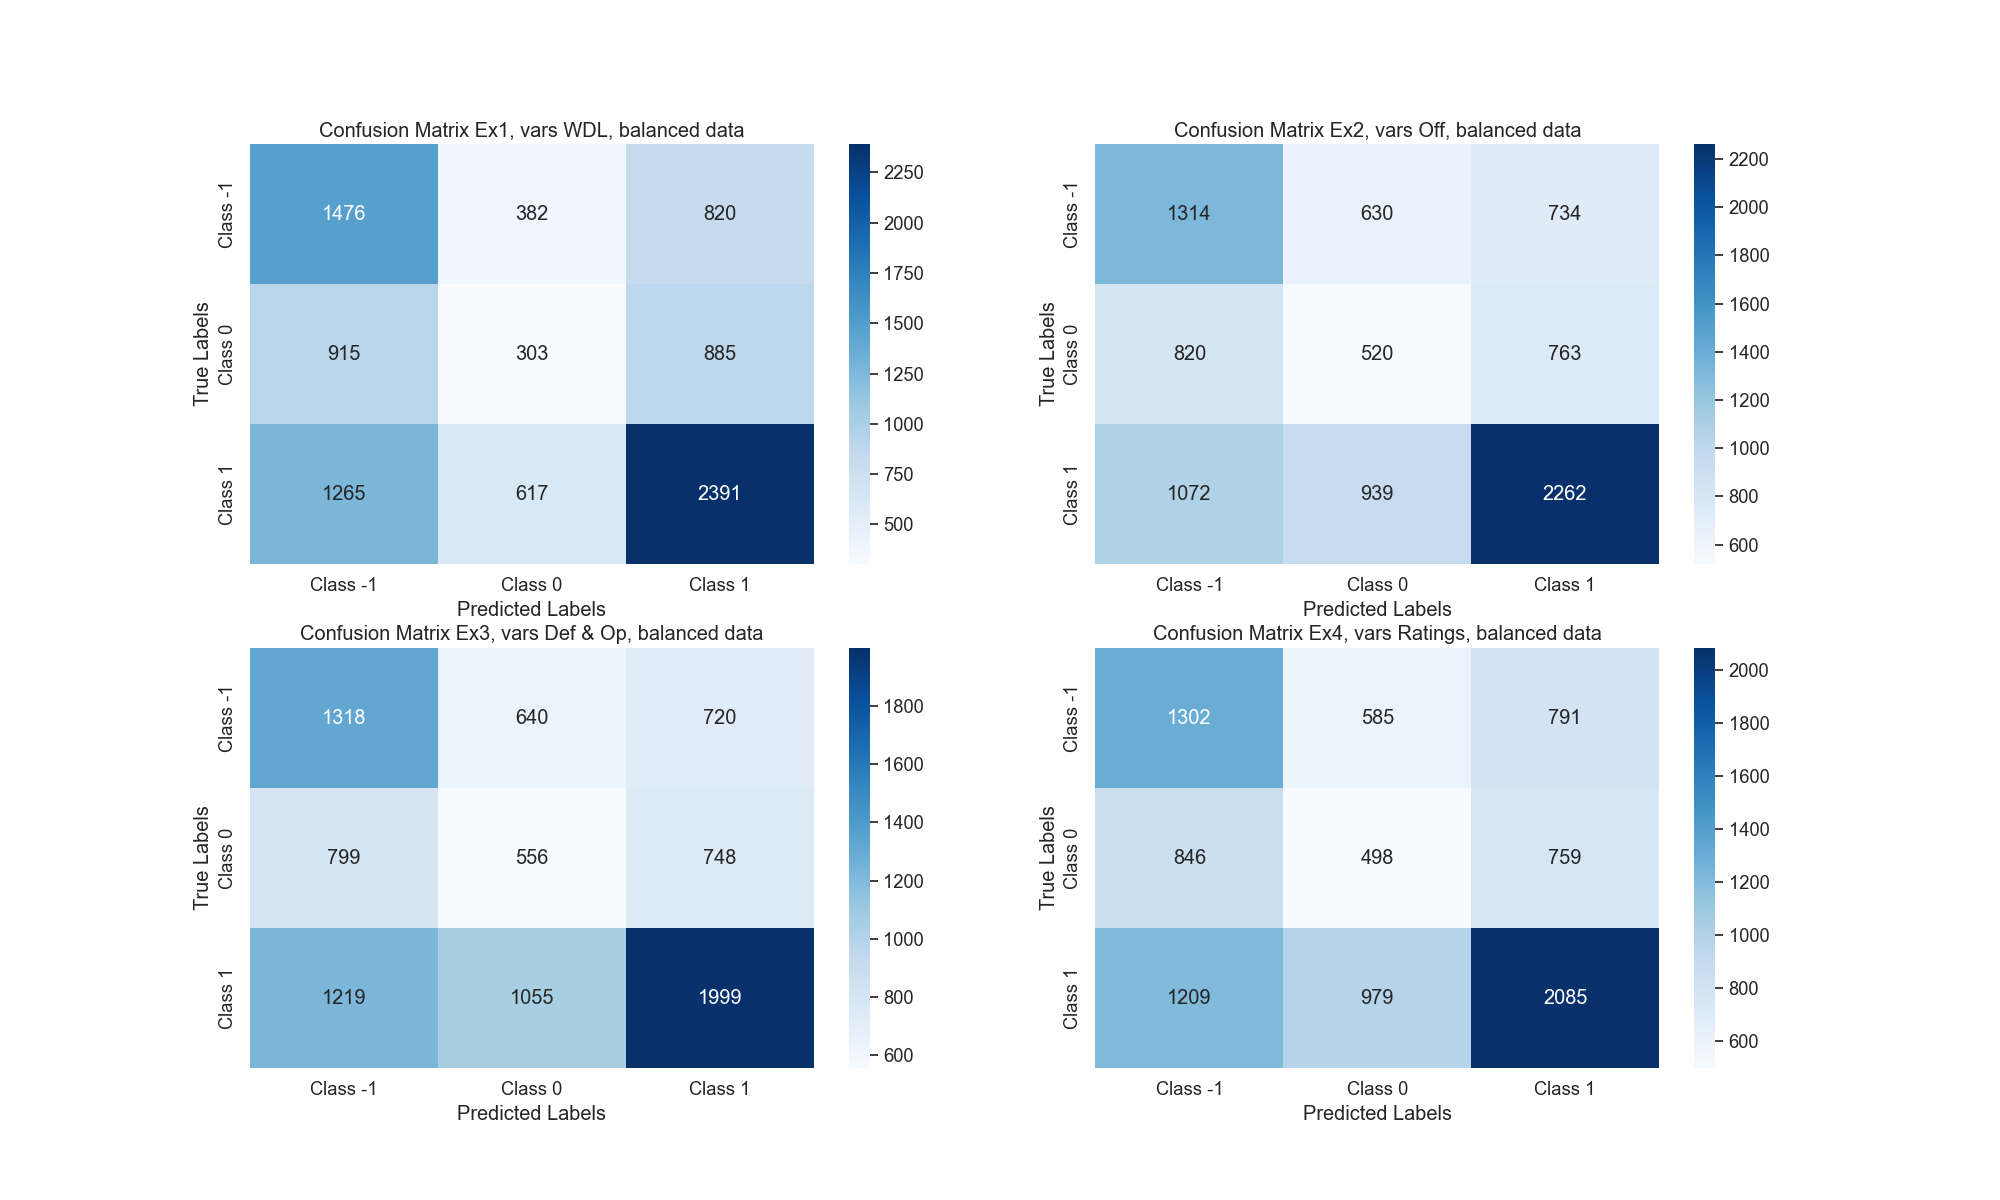 Confusion Matrix Ex1, vars WDL, balanced data
True Labels
Class -1
Class 0
Class 1
1476 382 820
915 303 885
1265 617 2391
Class -1 Class 0 Class 1
Predicted Labels
2250
2000
1750
1500
1250
1000
750
500
Confusion Matrix Ex2, vars Off, balanced data
True Labels
Class -1
Class 0
Class 1
1314 630 734
820 520 763
1072 939 2262
Class -1 Class 0 Class 1
Predicted Labels
2200
2000
1800
1600
1400
1200
1000
800
600
Confusion Matrix Ex3, vars Def & Op, balanced data
True Labels
Class -1
Class 0
Class 1
1318 640 720
799 556 748
1219 1055 1999
Class -1 Class 0 Class 1
Predicted Labels
1800
1600
1400
1200
1000
800
600
Confusion Matrix Ex4, vars Ratings, balanced data
True Labels
Class -1
Class 0
Class 1
1302 585 791
846 498 759
1209 979 2085
Class -1 Class 0 Class 1
Predicted Labels
2000
1800
1600
1400
1200
1000
800
600